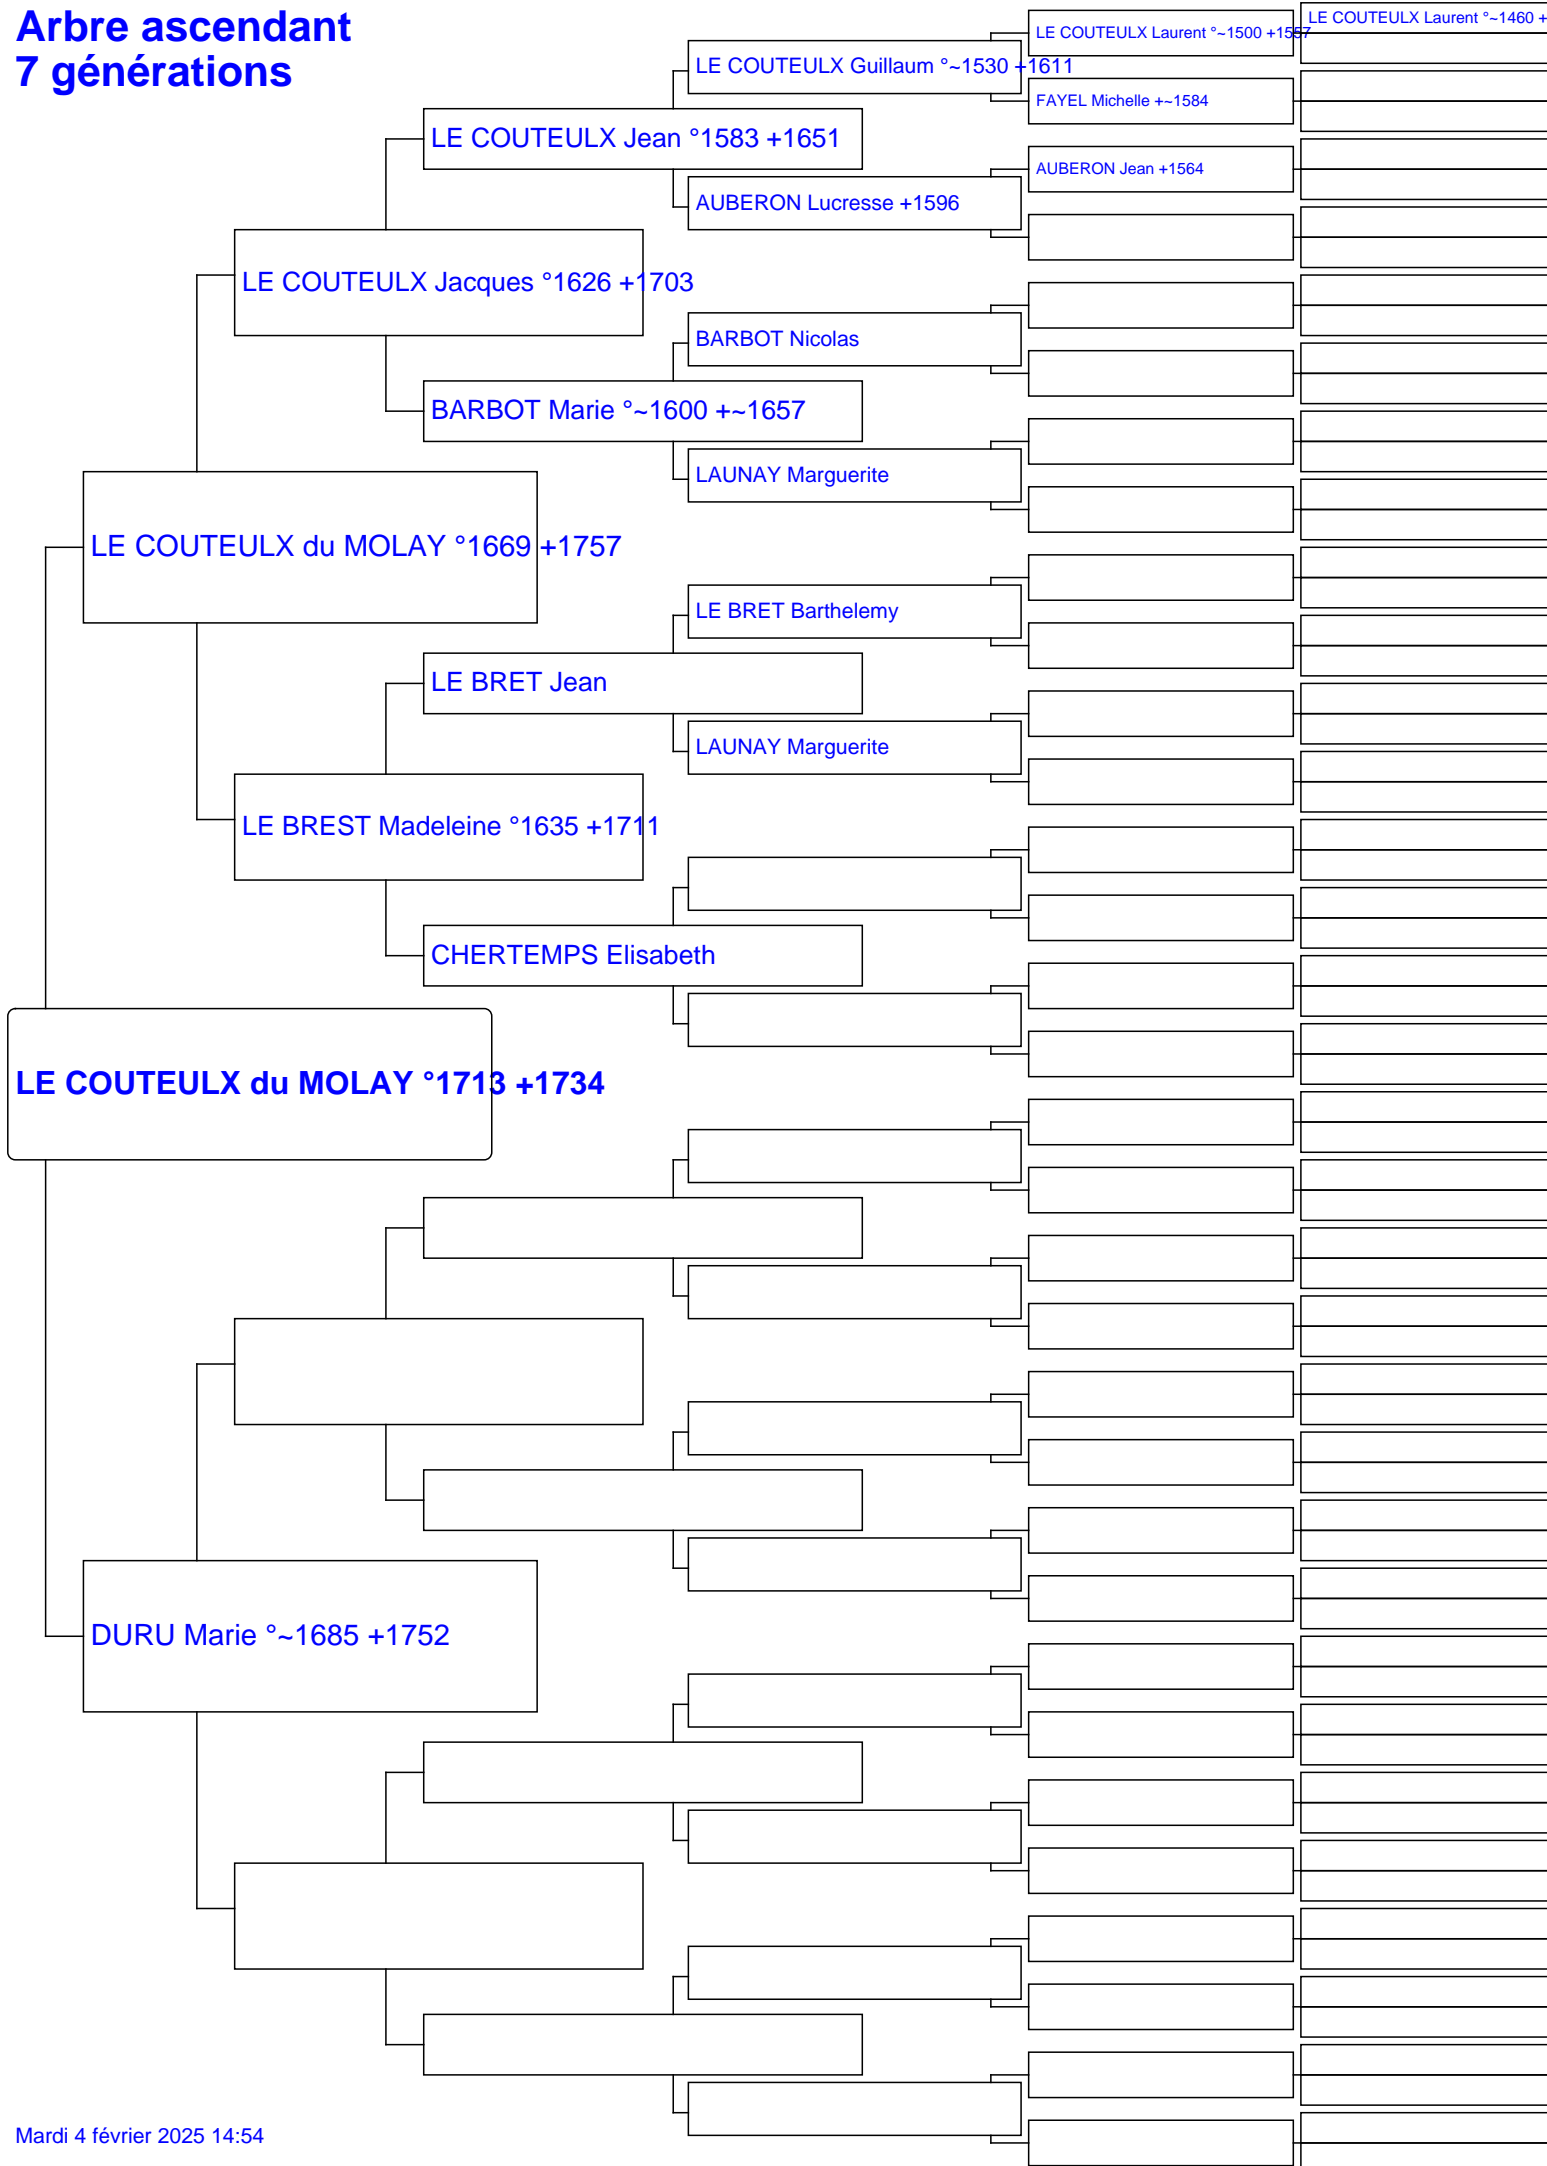 Arbre ascendant
7 générations
LE COUTEULX Laurent °~1460 +
LE COUTEULX Laurent °~1500 +1557
LE COUTEULX Guillaum °~1530 +1611
FAYEL Michelle +~1584
LE COUTEULX Jean °1583 +1651
AUBERON Jean +1564
AUBERON Lucresse +1596
LE COUTEULX Jacques °1626 +1703
BARBOT Nicolas
BARBOT Marie °~1600 +~1657
LAUNAY Marguerite
LE COUTEULX du MOLAY °1669 +1757
LE BRET Barthelemy
LE BRET Jean
LAUNAY Marguerite
LE BREST Madeleine °1635 +1711
CHERTEMPS Elisabeth
LE COUTEULX du MOLAY °1713 +1734
DURU Marie °~1685 +1752
Mardi 4 février 2025 14:54